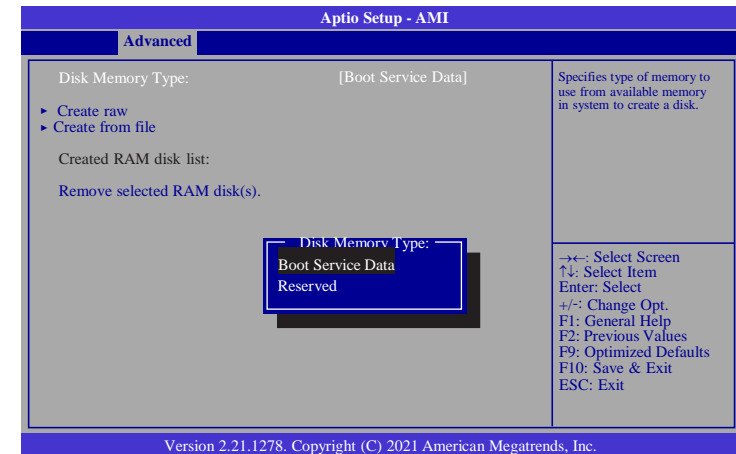 Aptio Setup - AMI
Advanced
Disk Memory Type: [Boot Service Data]
► Create raw
► Create from file
Created RAM disk list:
Remove selected RAM disk(s).
Disk Memory Type:
Boot Service Data
Reserved
Specifies type of memory to
use from available memory
in system to create a disk.
→←: Select Screen
↑↓: Select Item
Enter: Select
+/-: Change Opt.
F1: General Help
F2: Previous Values
F9: Optimized Defaults
F10: Save & Exit
ESC: Exit
Version 2.21.1278. Copyright (C) 2021 American Megatrends, Inc.